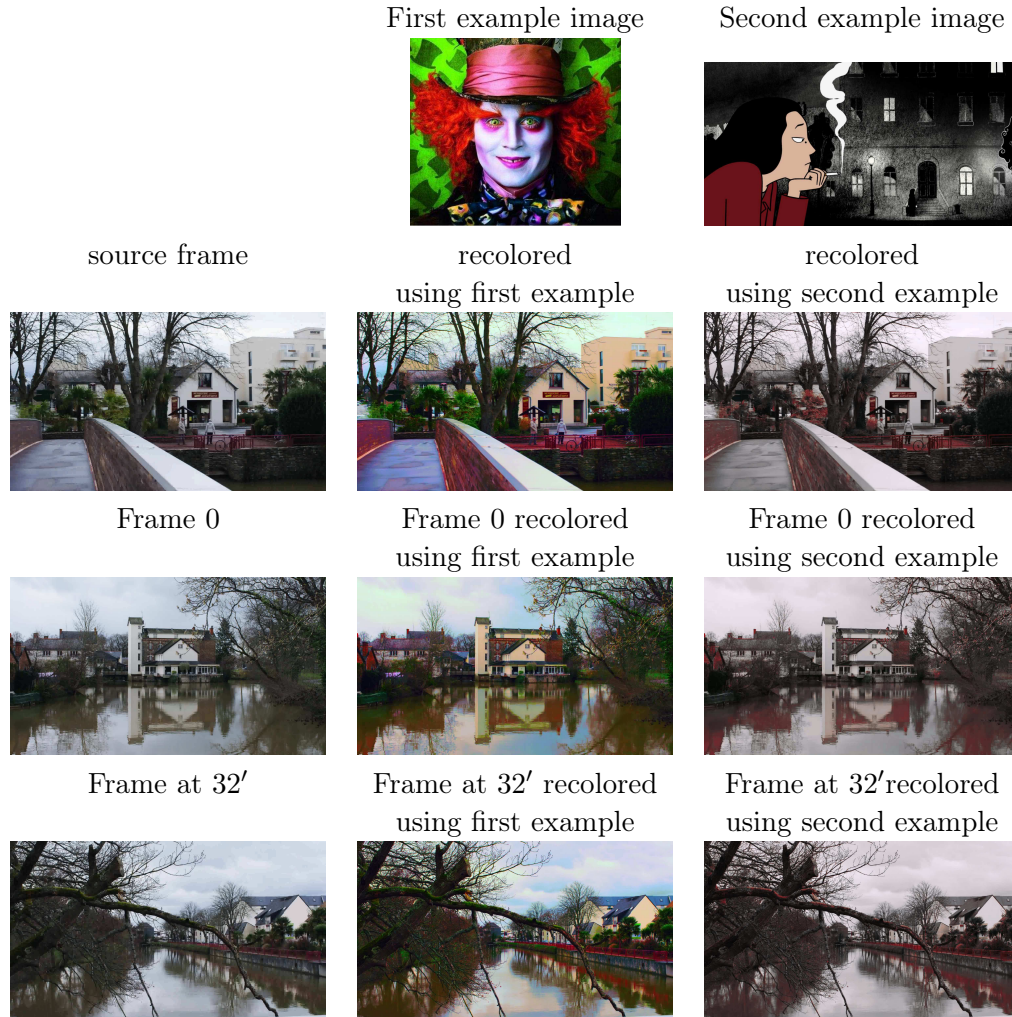 First example image
Second example image
source frame
recolored
using first example
recolored
using second example
Frame 0
Frame 0 recolored
using first example
Frame 0 recolored
using second example
Frame at 32′
Frame at 32′ recolored
using first example
Frame at 32′recolored
using second example